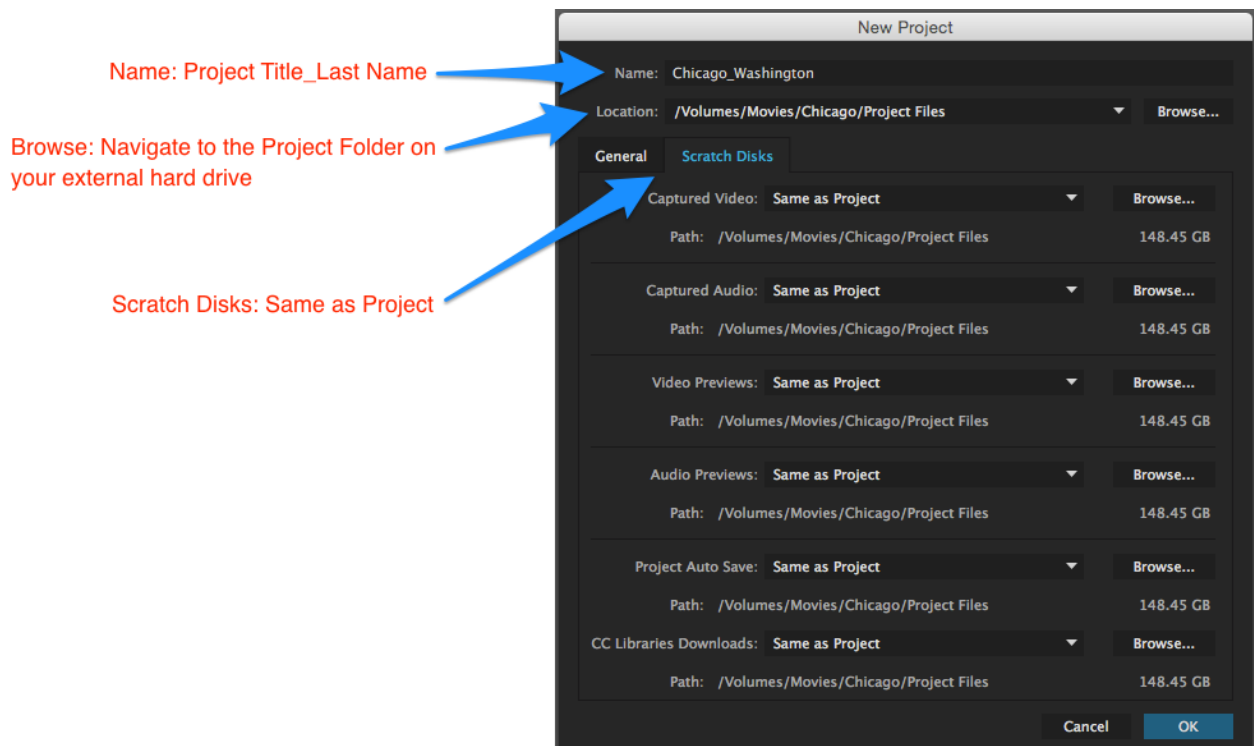 New Project
Name: Project Title_Last Name
Name: Chicago_Washington
Location: /Volumes/Movies/Chicago/Project Files Browse...
Browse: Navigate to the Project Folder on
your external hard drive
General Scratch Disks
Captured Video: Same as Project Browse...
Path: /Volumes/Movies/Chicago/Project Files 148.45 GB
Scratch Disks: Same as Project
Captured Audio: Same as Project Browse...
Path: /Volumes/Movies/Chicago/Project Files 148.45 GB
Video Previews: Same as Project Browse...
Path: /Volumes/Movies/Chicago/Project Files 148.45 GB
Audio Previews: Same as Project Browse...
Path: /Volumes/Movies/Chicago/Project Files 148.45 GB
Project Auto Save: Same as Project Browse...
Path: /Volumes/Movies/Chicago/Project Files 148.45 GB
CC Libraries Downloads: Same as Project Browse...
Path: /Volumes/Movies/Chicago/Project Files 148.45 GB
Cancel OK